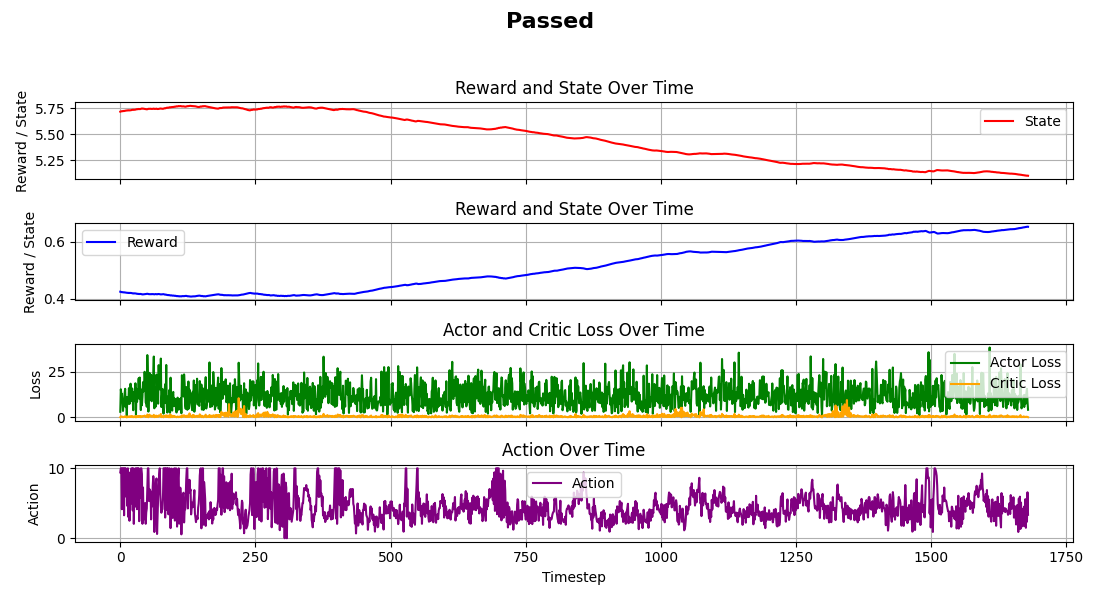 Passed
Reward and State Over Time
Reward / State
5.75
5.50
5.25
State
Reward and State Over Time
Reward / State
0.6
0.4
Reward
Actor and Critic Loss Over Time
Loss
25
0
Actor Loss
Critic Loss
Action Over Time
Action
10
0
Action
0 250 500 750 1000 1250 1500 1750
Timestep